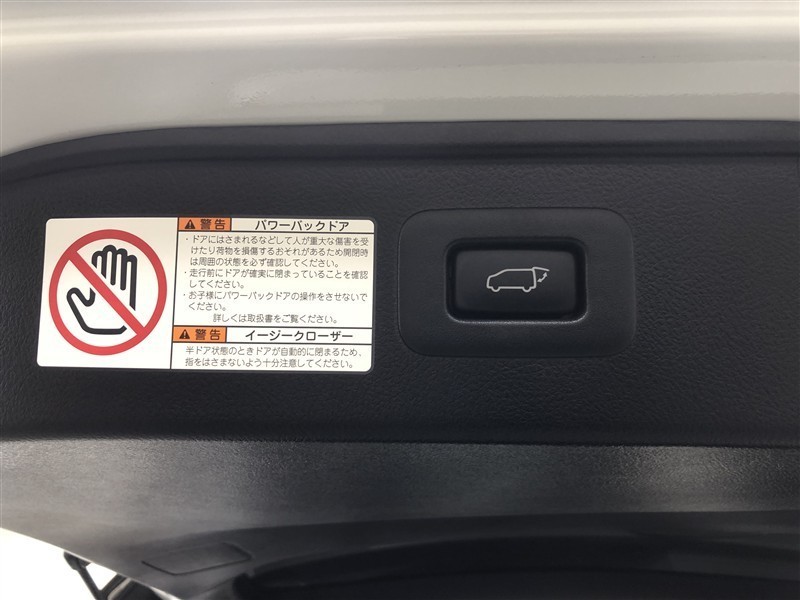 警告 パワーバックドア
・ドアにはさまれるなどして人が重大な傷害を受
けたり荷物を損傷するおそれがあるため開閉時
は周囲の状態を必ず確認してください。
・走行前にドアが確実に閉まっていることを確認
してください。
・お子様にパワーバックドアの操作をさせないで
ください。
詳しくは取扱書をご覧ください。
警告 イージークローザー
半ドア状態のときドアが自動的に閉まるため、
指をはさまないよう十分注意してください。